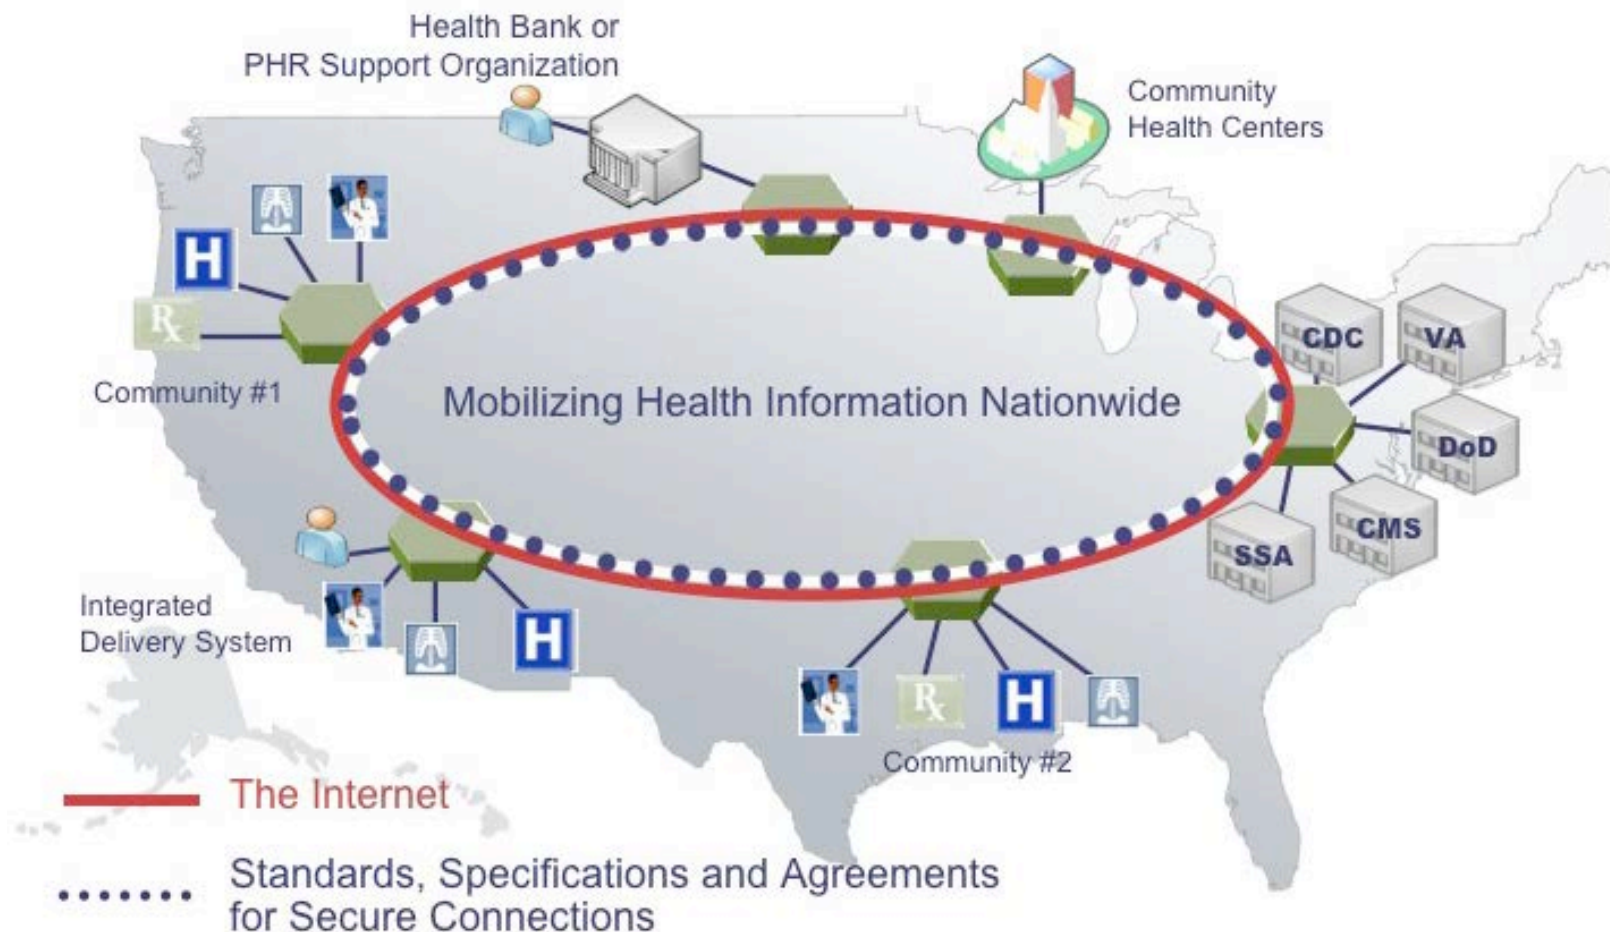 Health Bank or
PHR Support Organization
Community
Health Centers
H
Rx
Community #1
CDC
VA
DoD
CMS
SSA
Mobilizing Health Information Nationwide
Integrated
Delivery System
H
Rx
H
Community #2
The Internet
Standards, Specifications and Agreements
for Secure Connections